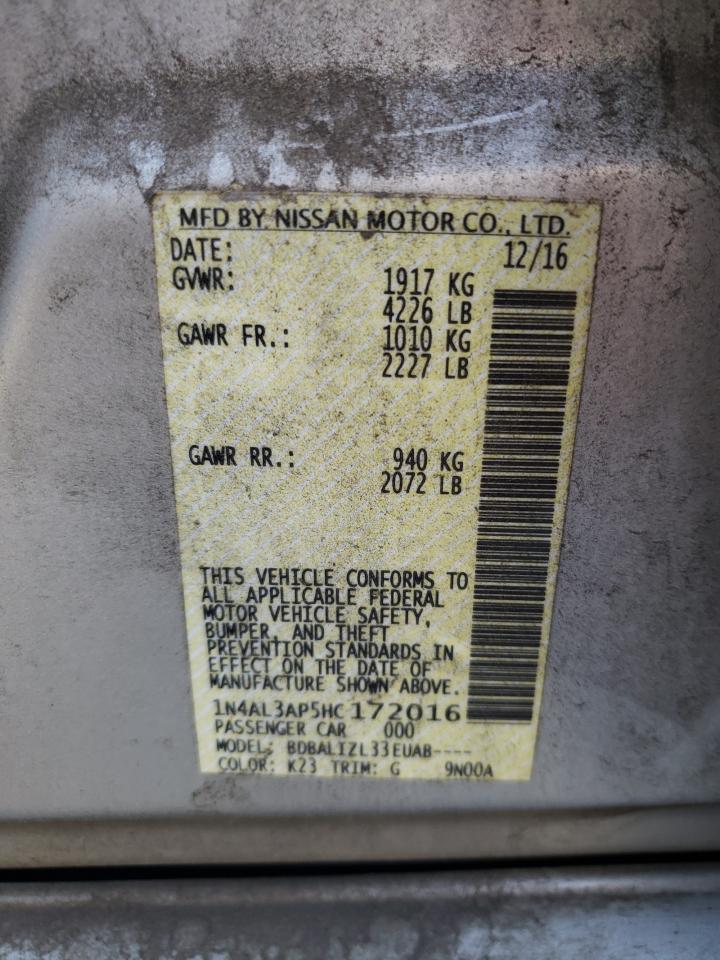 MFD BY NISSAN MOTOR CO., LTD.
DATE: 12/16
GVWR: 1917 KG
4226 LB
GAWR FR.: 1010 KG
2227 LB
GAWR RR.: 940 KG
2072 LB
THIS VEHICLE CONFORMS TO
ALL APPLICABLE FEDERAL
MOTOR VEHICLE SAFETY,
BUMPER, AND THEFT
PREVENTION STANDARDS IN
EFFECT ON THE DATE OF
MANUFACTURE SHOWN ABOVE.
1N4AL3AP5HC172016
PASSENGER CAR 000
MODEL: BDBALIZL33EUAB----
COLOR: K23 TRIM: G 9N00A